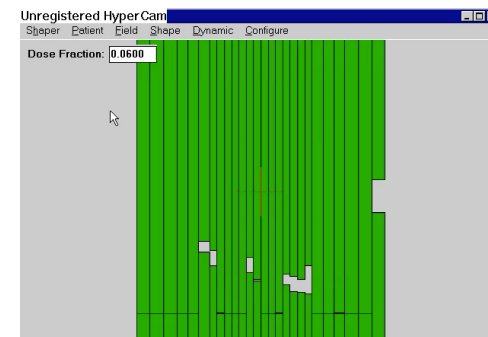 Unregistered HyperCam
Shaper Patient Field Shape Dynamic Configure
Dose Fraction: 0.0600